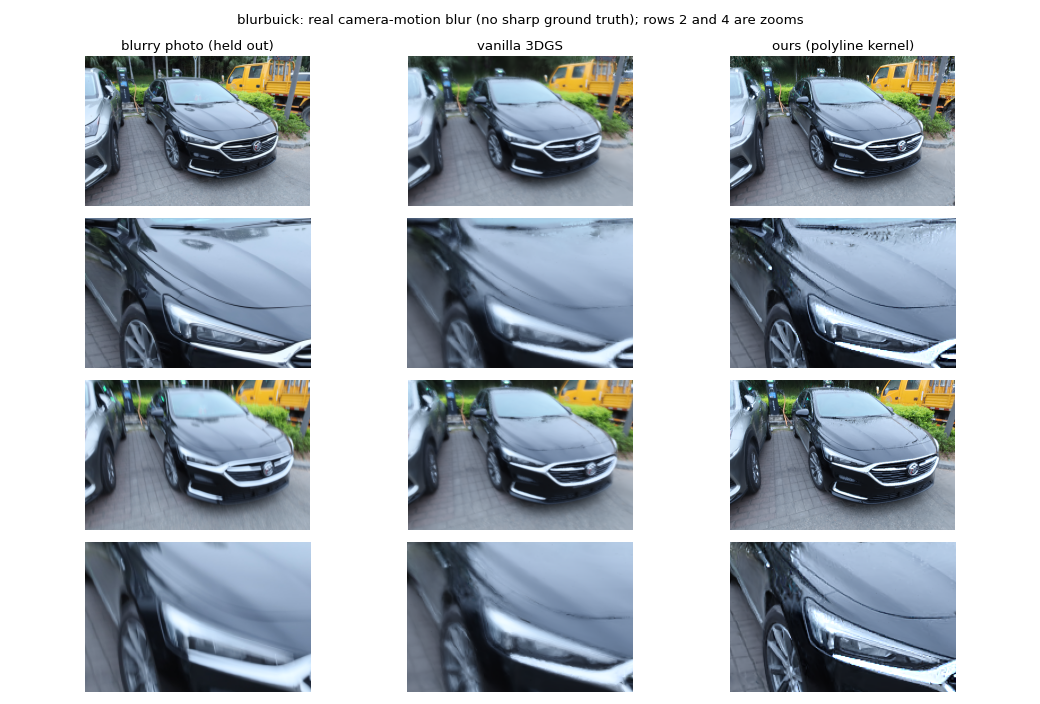 blurbuick: real camera-motion blur (no sharp ground truth); rows 2 and 4 are zooms
blurry photo (held out)
vanilla 3DGS
ours (polyline kernel)